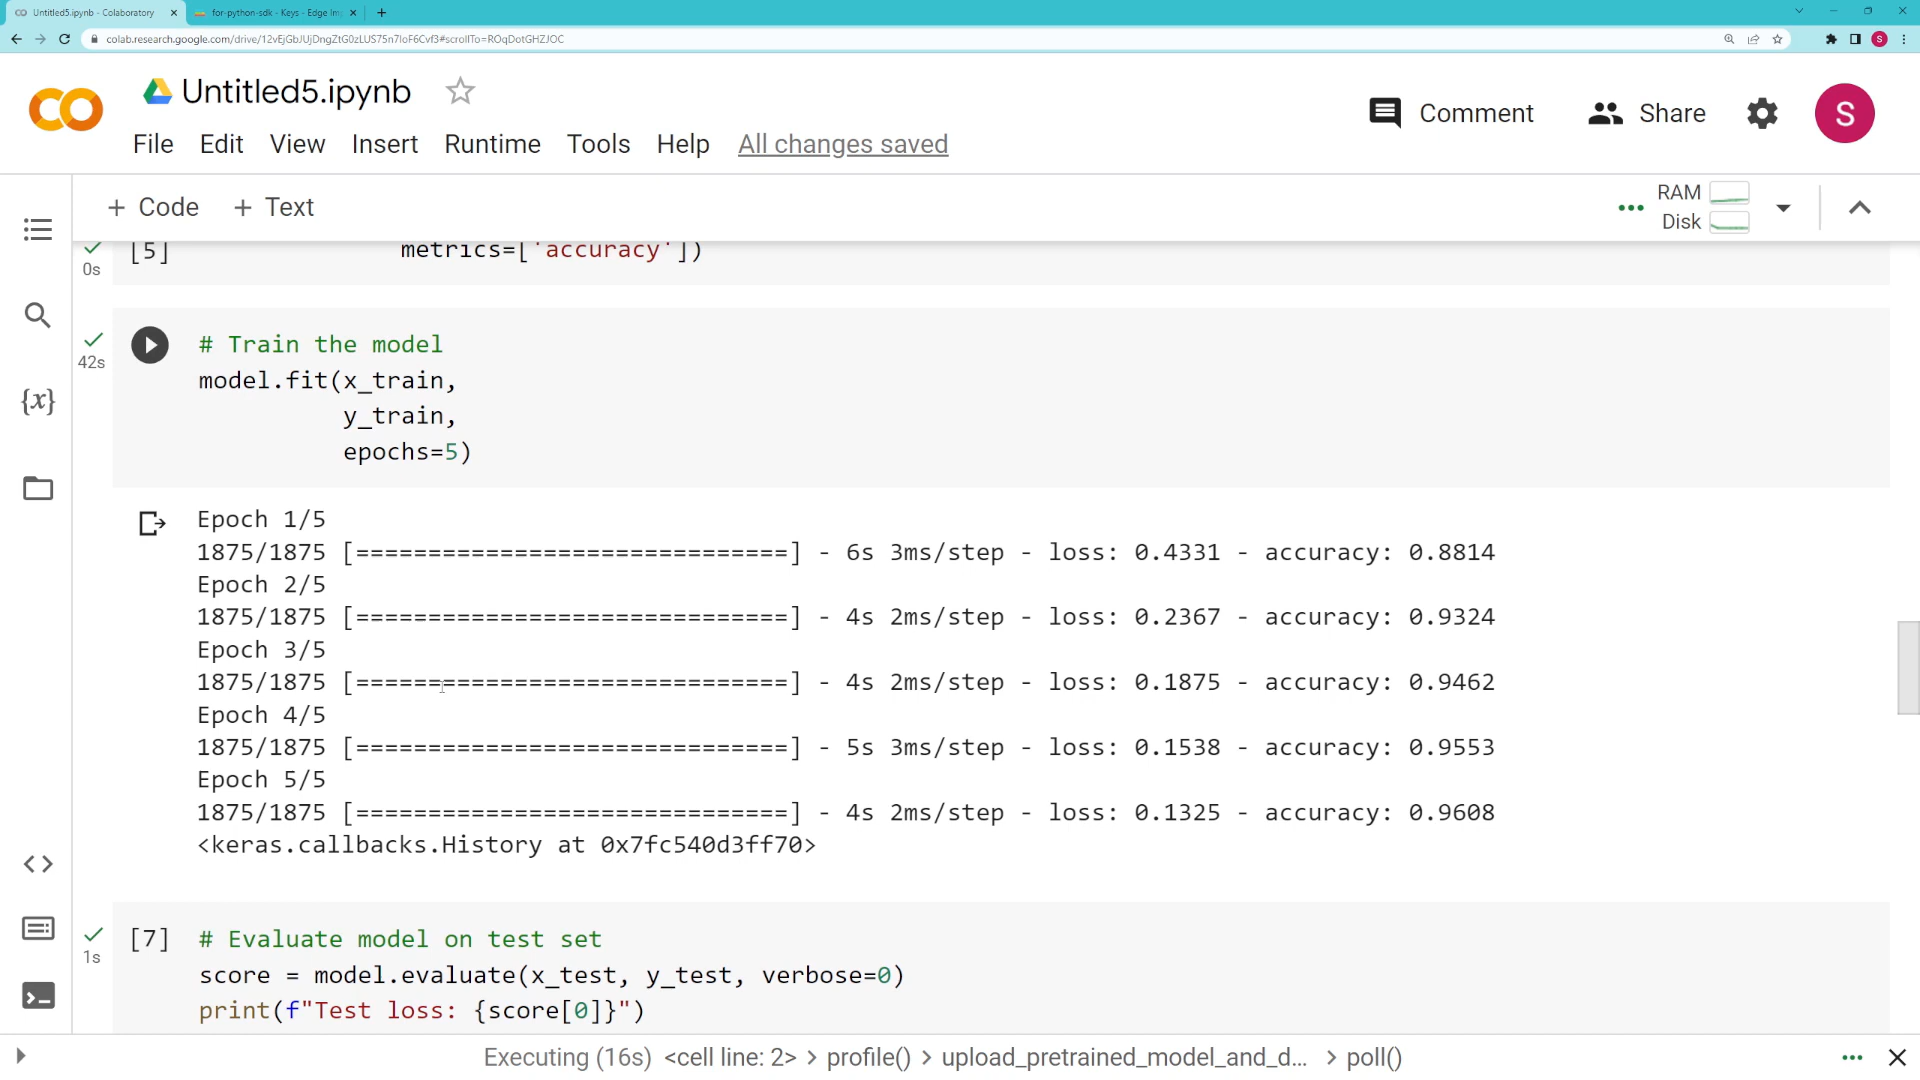 Untitled5.ipynb - Colaboratory
for-python-sdk - Keys - Edge Im
colab.research.google.com/drive/
Untitled5.ipynb
Comment
Share
S
File Edit View Insert Runtime Tools Help All changes saved
+ Code + Text
RAM
Disk
[5] metrics=['accuracy'])
0s
# Train the model
42s
model.fit(x_train,
y_train,
epochs=5)
Epoch 1/5
1875/1875 [==============================] - 6s 3ms/step - loss: 0.4331 - accuracy: 0.8814
Epoch 2/5
1875/1875 [==============================] - 4s 2ms/step - loss: 0.2367 - accuracy: 0.9324
Epoch 3/5
1875/1875 [==============================] - 4s 2ms/step - loss: 0.1875 - accuracy: 0.9462
Epoch 4/5
1875/1875 [==============================] - 5s 3ms/step - loss: 0.1538 - accuracy: 0.9553
Epoch 5/5
1875/1875 [==============================] - 4s 2ms/step - loss: 0.1325 - accuracy: 0.9608
<keras.callbacks.History at 0x7fc540d3ff70>
[7] # Evaluate model on test set
1s
score = model.evaluate(x_test, y_test, verbose=0)
print(f"Test loss: {score[0]}")
Executing (16s) <cell line: 2> > profile() > upload_pretrained_model_and_d... > poll()